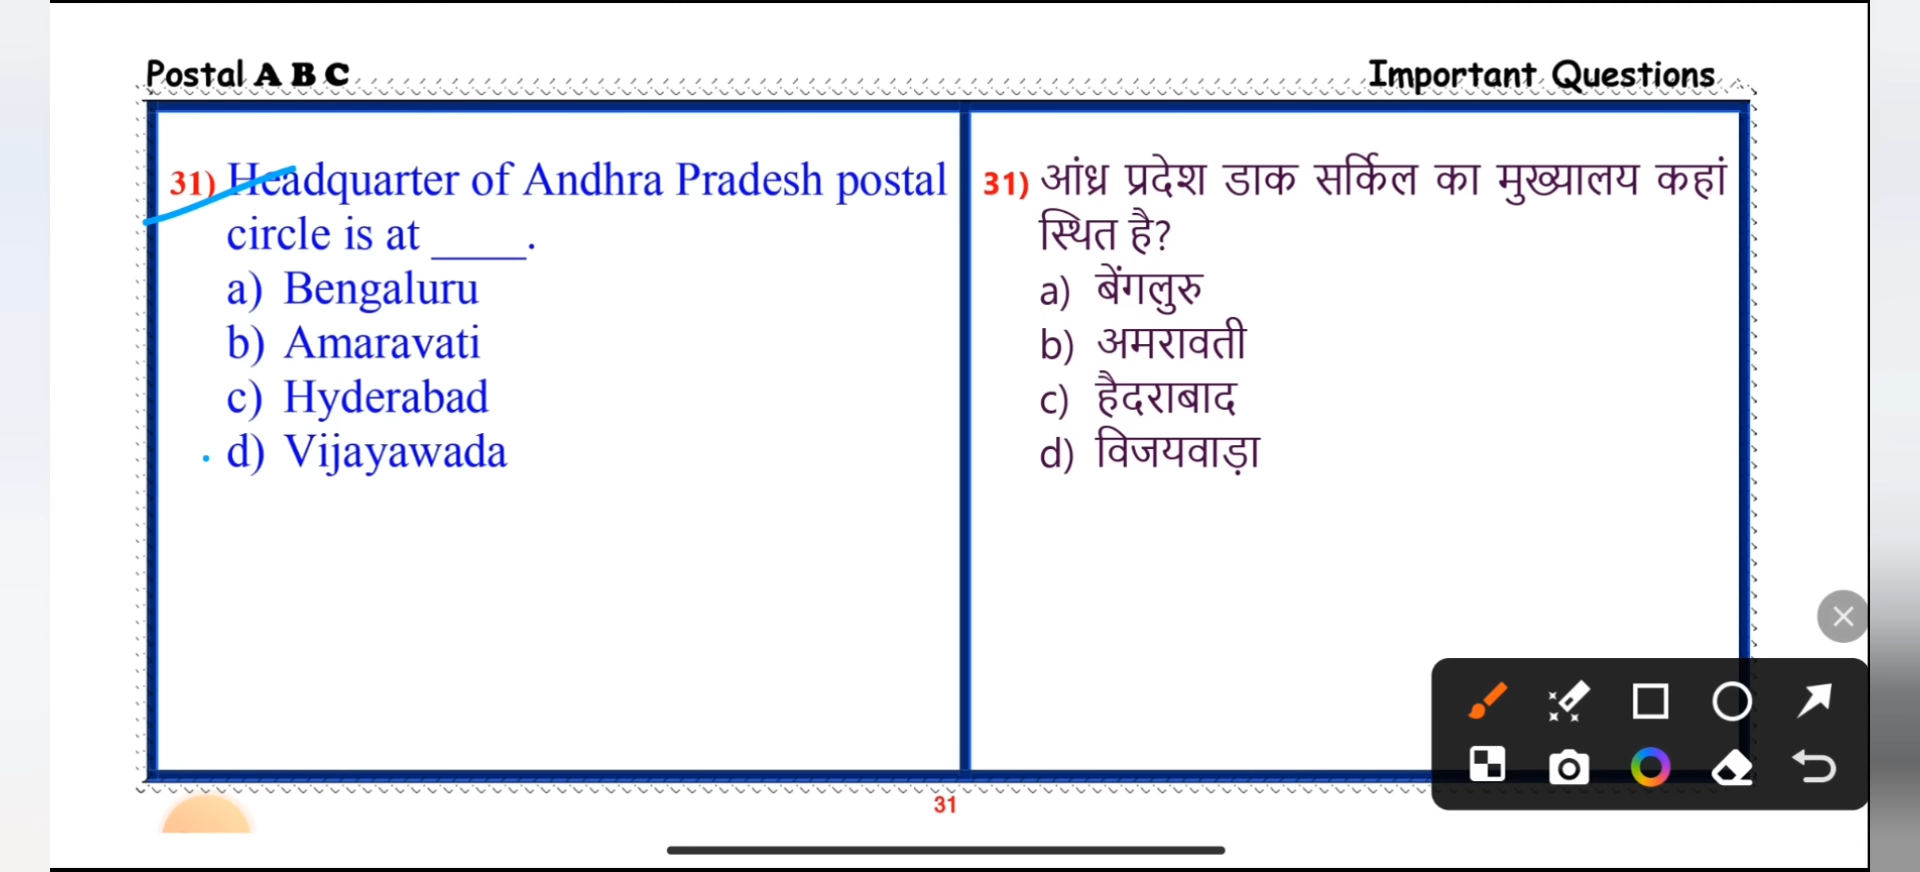 Postal A B C
Important Questions
31) Headquarter of Andhra Pradesh postal
circle is at ____.
a) Bengaluru
b) Amaravati
c) Hyderabad
d) Vijayawada
31) आंध्र प्रदेश डाक सर्किल का मुख्यालय कहां
स्थित है?
a) बेंगलुरु
b) अमरावती
c) हैदराबाद
d) विजयवाड़ा
31